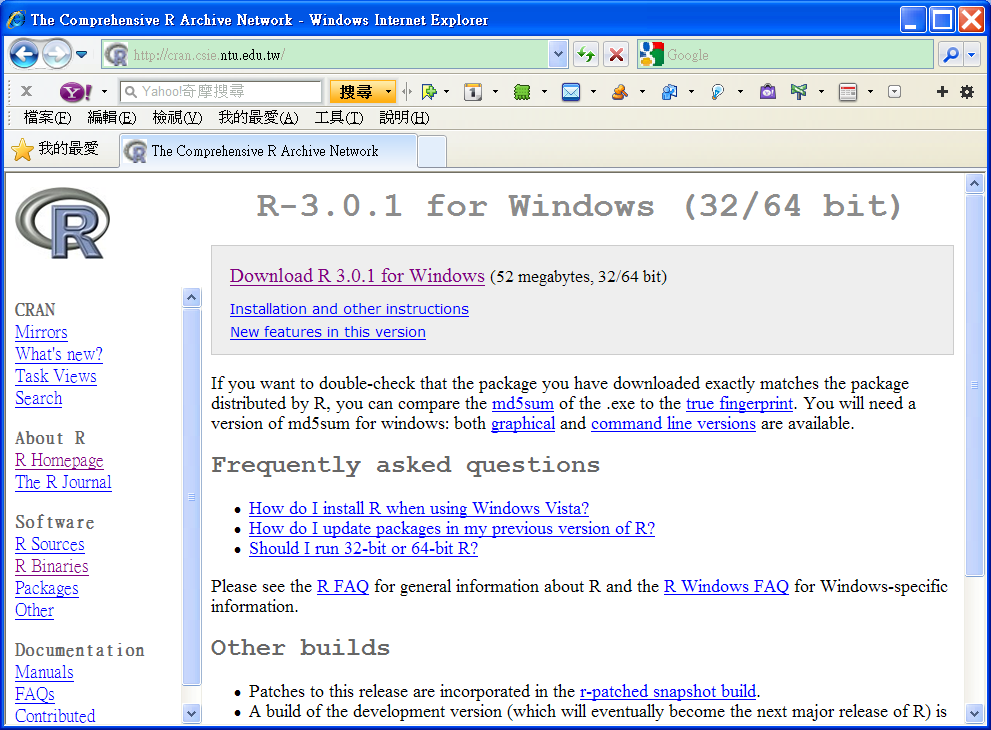 The Comprehensive R Archive Network - Windows Internet Explorer
http://cran.csie.ntu.edu.tw/
Google
Y! Yahoo!奇摩搜尋 搜尋
檔案(F) 編輯(E) 檢視(V) 我的最愛(A) 工具(T) 說明(H)
我的最愛 The Comprehensive R Archive Network
R
CRAN
Mirrors
What's new?
Task Views
Search
About R
R Homepage
The R Journal
Software
R Sources
R Binaries
Packages
Other
Documentation
Manuals
FAQs
Contributed
R-3.0.1 for Windows (32/64 bit)
Download R 3.0.1 for Windows (52 megabytes, 32/64 bit)
Installation and other instructions
New features in this version
If you want to double-check that the package you have downloaded exactly matches the package
distributed by R, you can compare the md5sum of the .exe to the true fingerprint. You will need a
version of md5sum for windows: both graphical and command line versions are available.
Frequently asked questions
• How do I install R when using Windows Vista?
• How do I update packages in my previous version of R?
• Should I run 32-bit or 64-bit R?
Please see the R FAQ for general information about R and the R Windows FAQ for Windows-specific
information.
Other builds
• Patches to this release are incorporated in the r-patched snapshot build.
• A build of the development version (which will eventually become the next major release of R) is